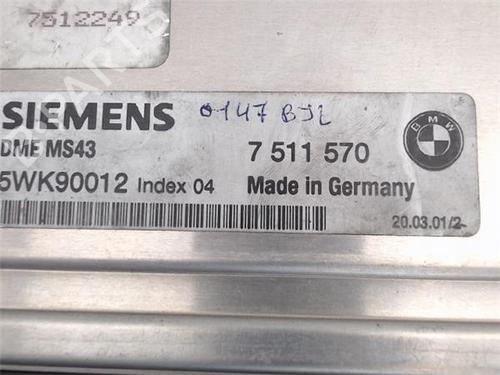 7512249
SIEMENS 0147 BJL
DME MS43 7 511 570
5WK90012 Index 04 Made in Germany
BMW
20.03.01/2